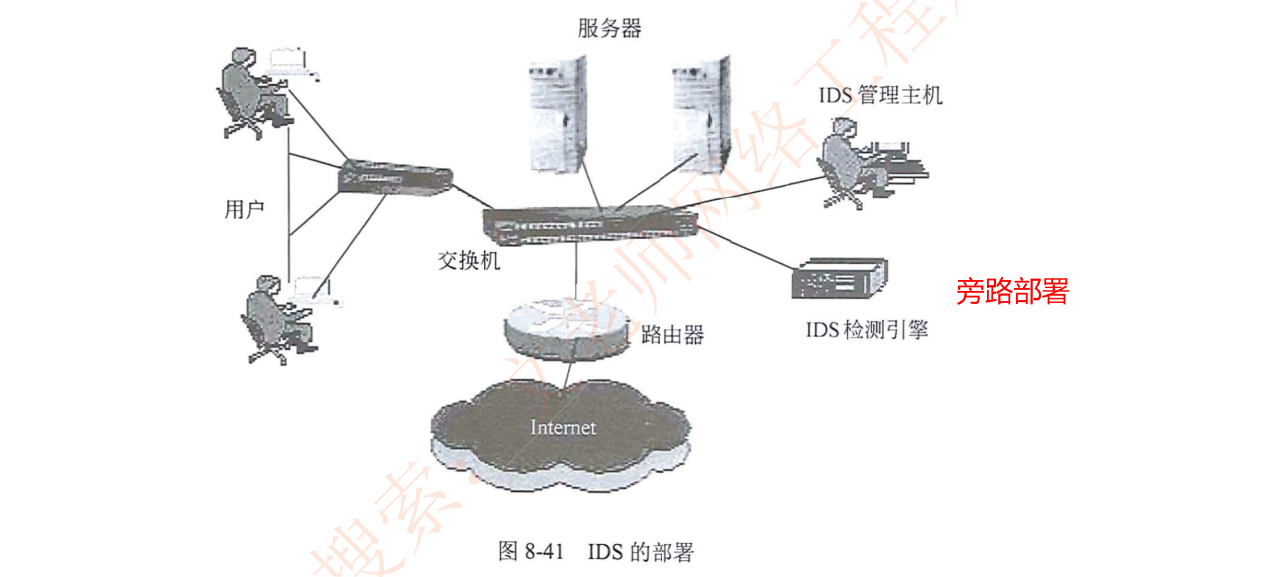 服务器
IDS 管理主机
用户
交换机
旁路部署
IDS 检测引擎
路由器
Internet
图 8-41 IDS 的部署
搜索:
老师网络工程